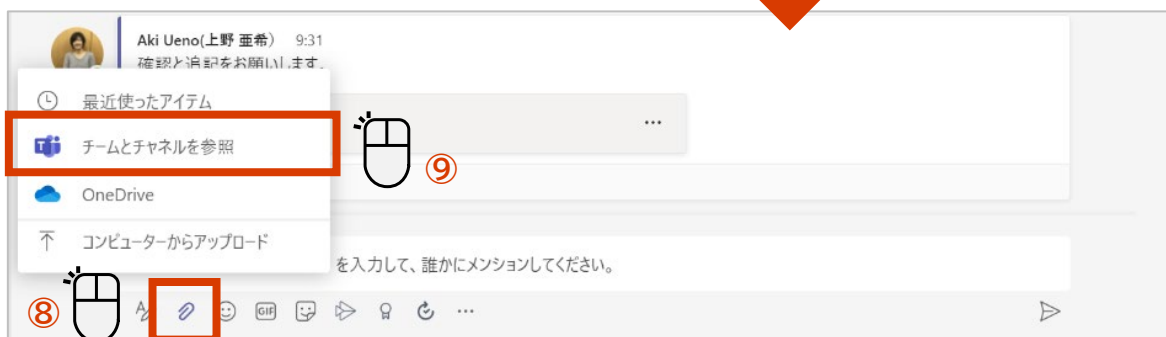 Aki Ueno(上野 亜希） 9:31
確認と追記をお願いします。
最近使ったアイテム
…
チームとチャネルを参照
⑨
OneDrive
コンピューターからアップロード
を入力して、誰かにメンションしてください。
⑧
GIF
…